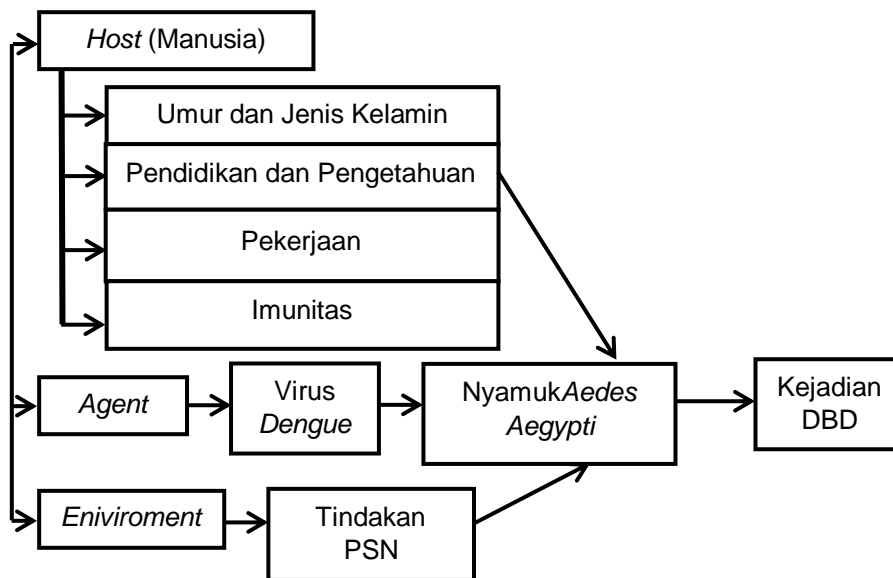 Host (Manusia)
Umur dan Jenis Kelamin
Pendidikan dan Pengetahuan
Pekerjaan
Imunitas
Agent
Virus
Dengue
NyamukAedes
Aegypti
Kejadian
DBD
Eniviroment
Tindakan
PSN